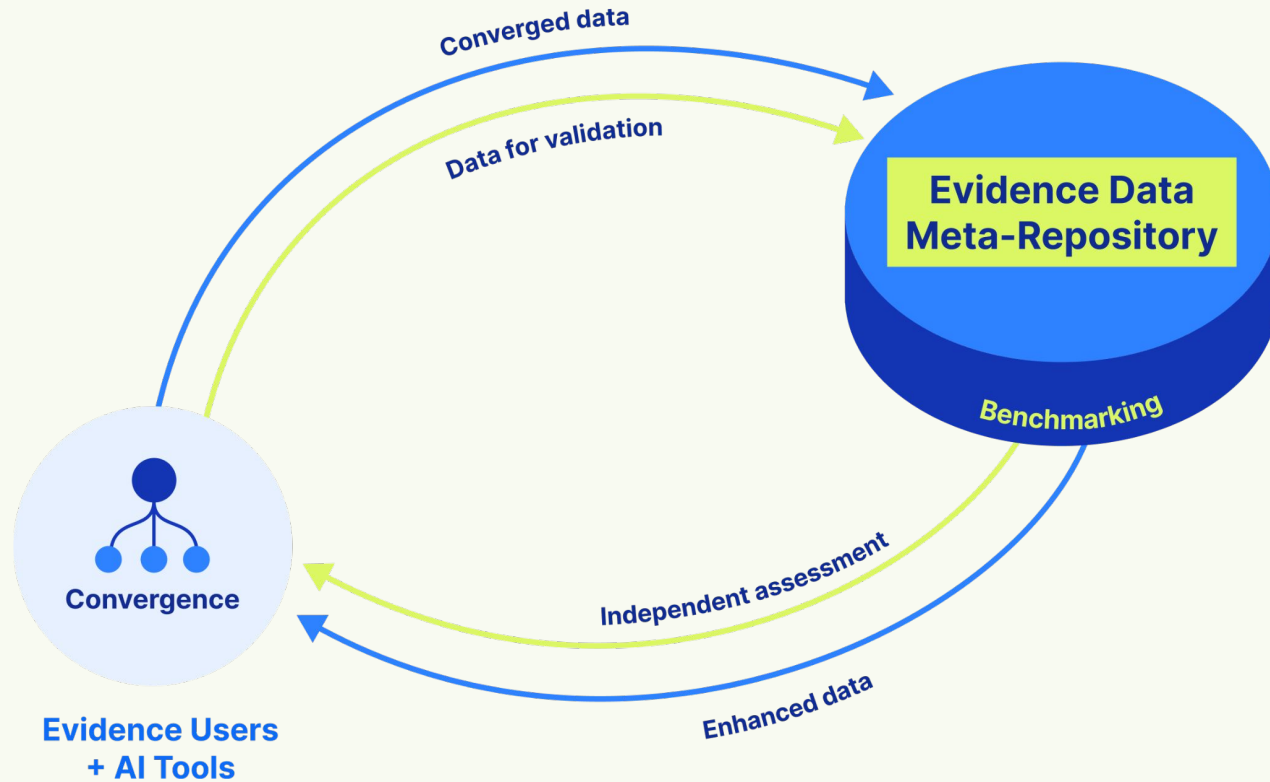 Converged data
Data for validation
Evidence Data
Meta-Repository
Benchmarking
Convergence
Independent assessment
Enhanced data
Evidence Users
+ AI Tools